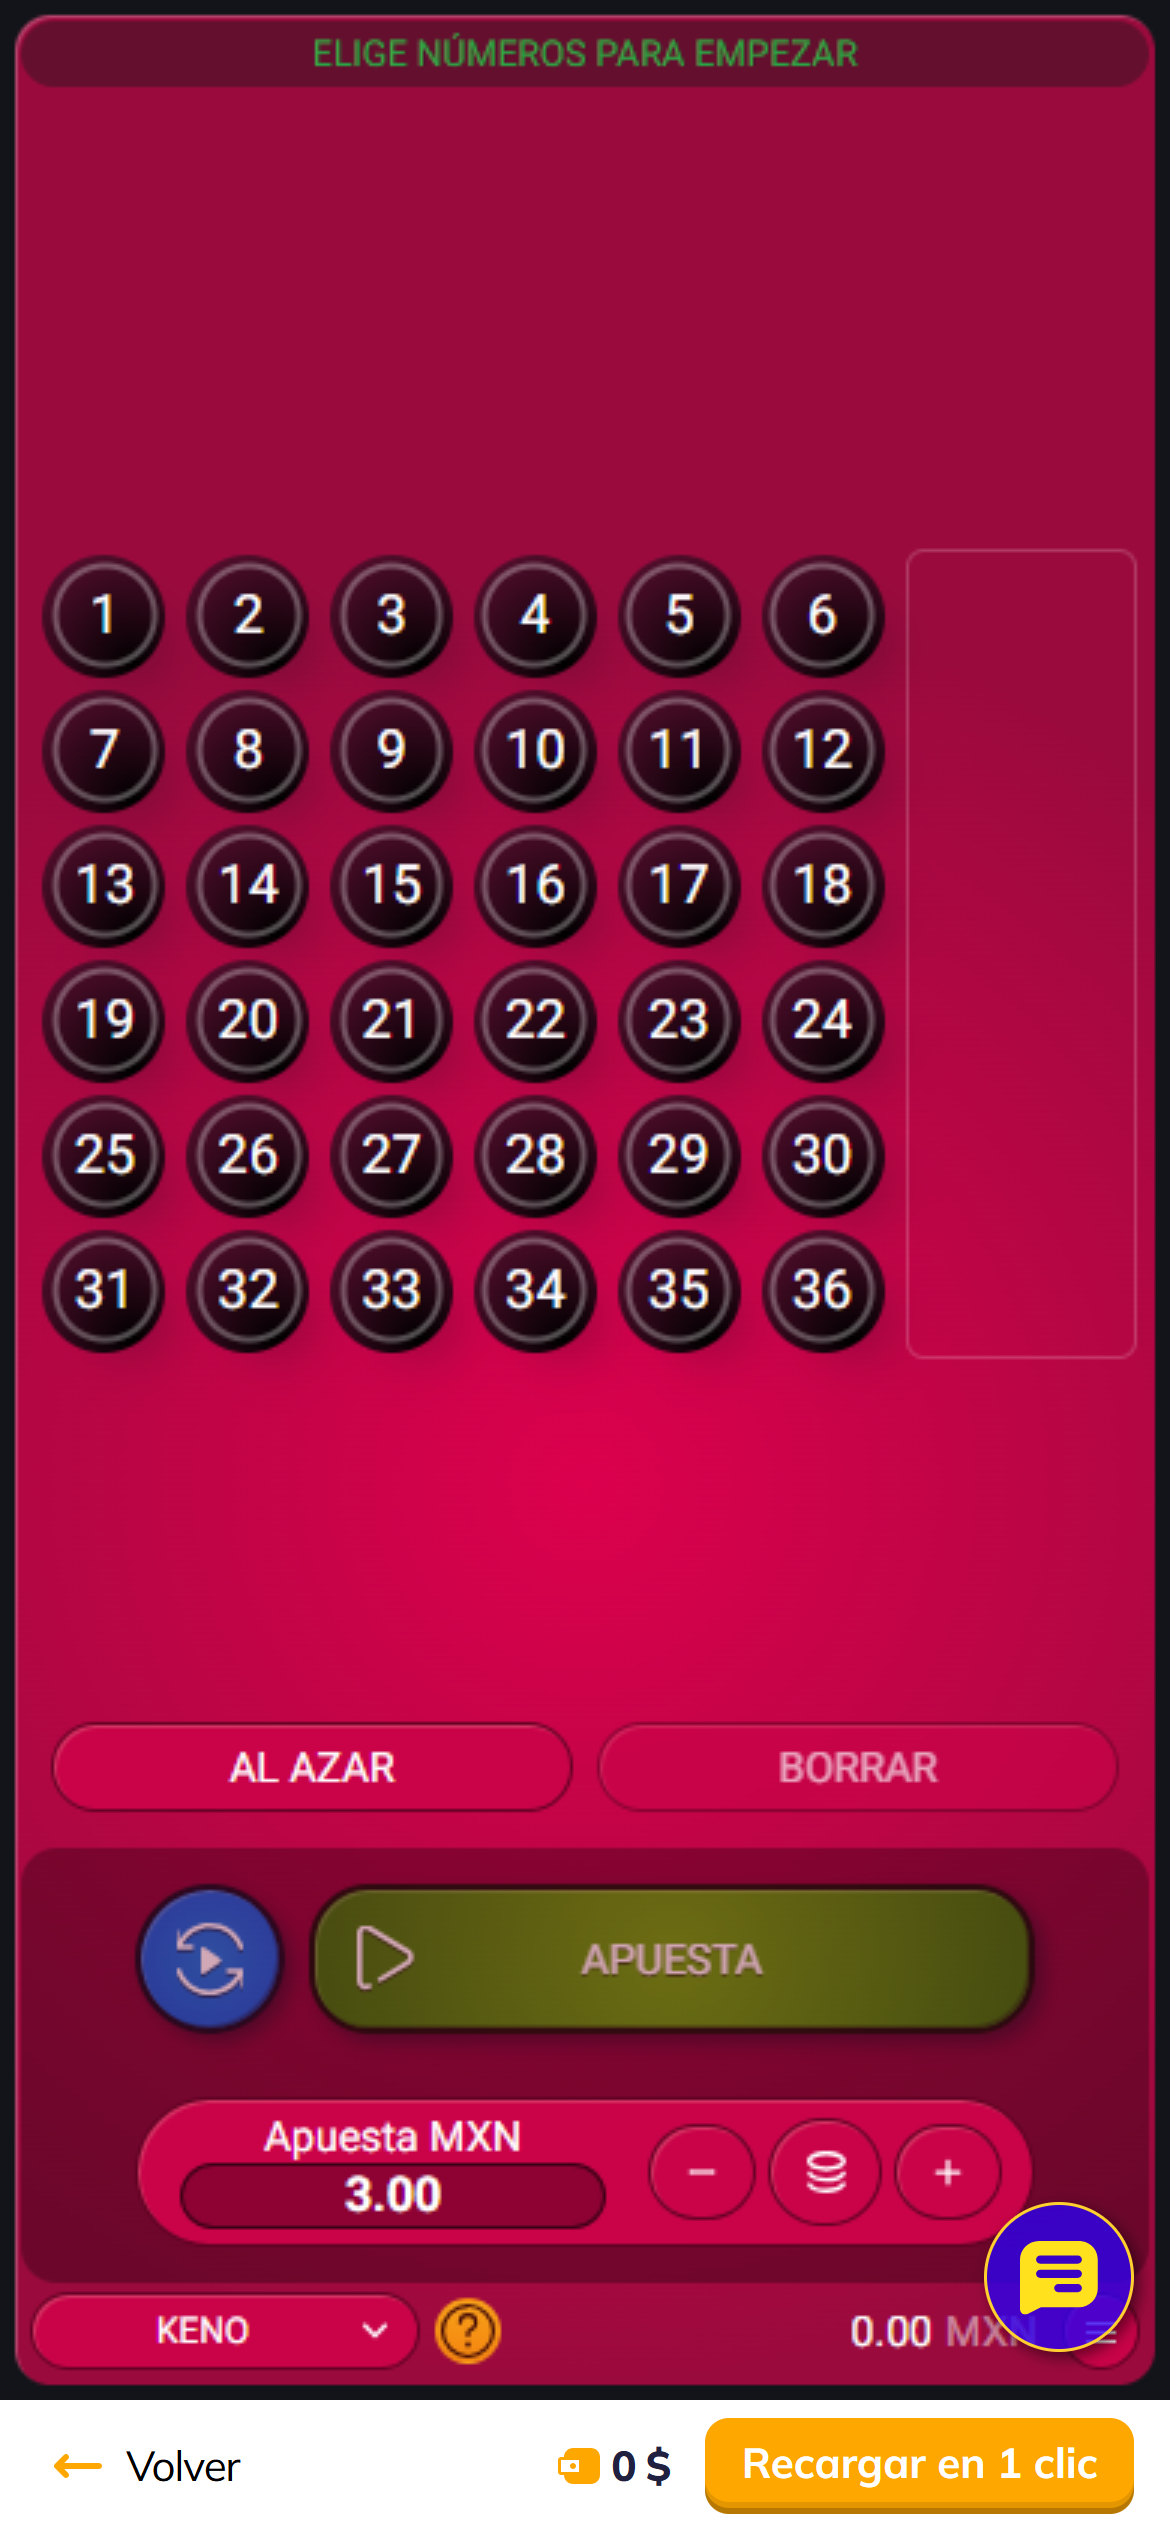 ELIGE NÚMEROS PARA EMPEZAR
1 2 3 4 5 6
7 8 9 10 11 12
13 14 15 16 17 18
19 20 21 22 23 24
25 26 27 28 29 30
31 32 33 34 35 36
AL AZAR BORRAR
APUESTA
Apuesta MXN
3.00
KENO ? 0.00 MXN
Volver 0 $ Recargar en 1 clic